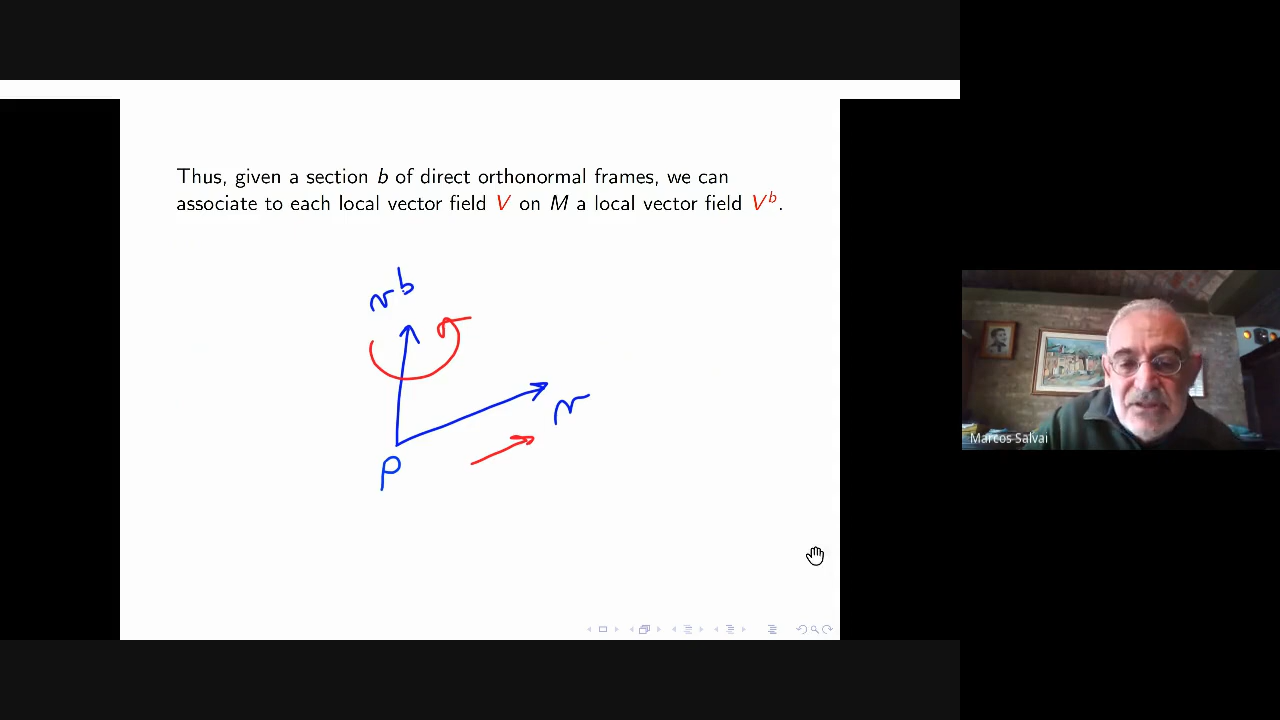 Thus, given a section b of direct orthonormal frames, we can
associate to each local vector field V on M a local vector field V^b.
v^b
v
p
Marcos Salvai